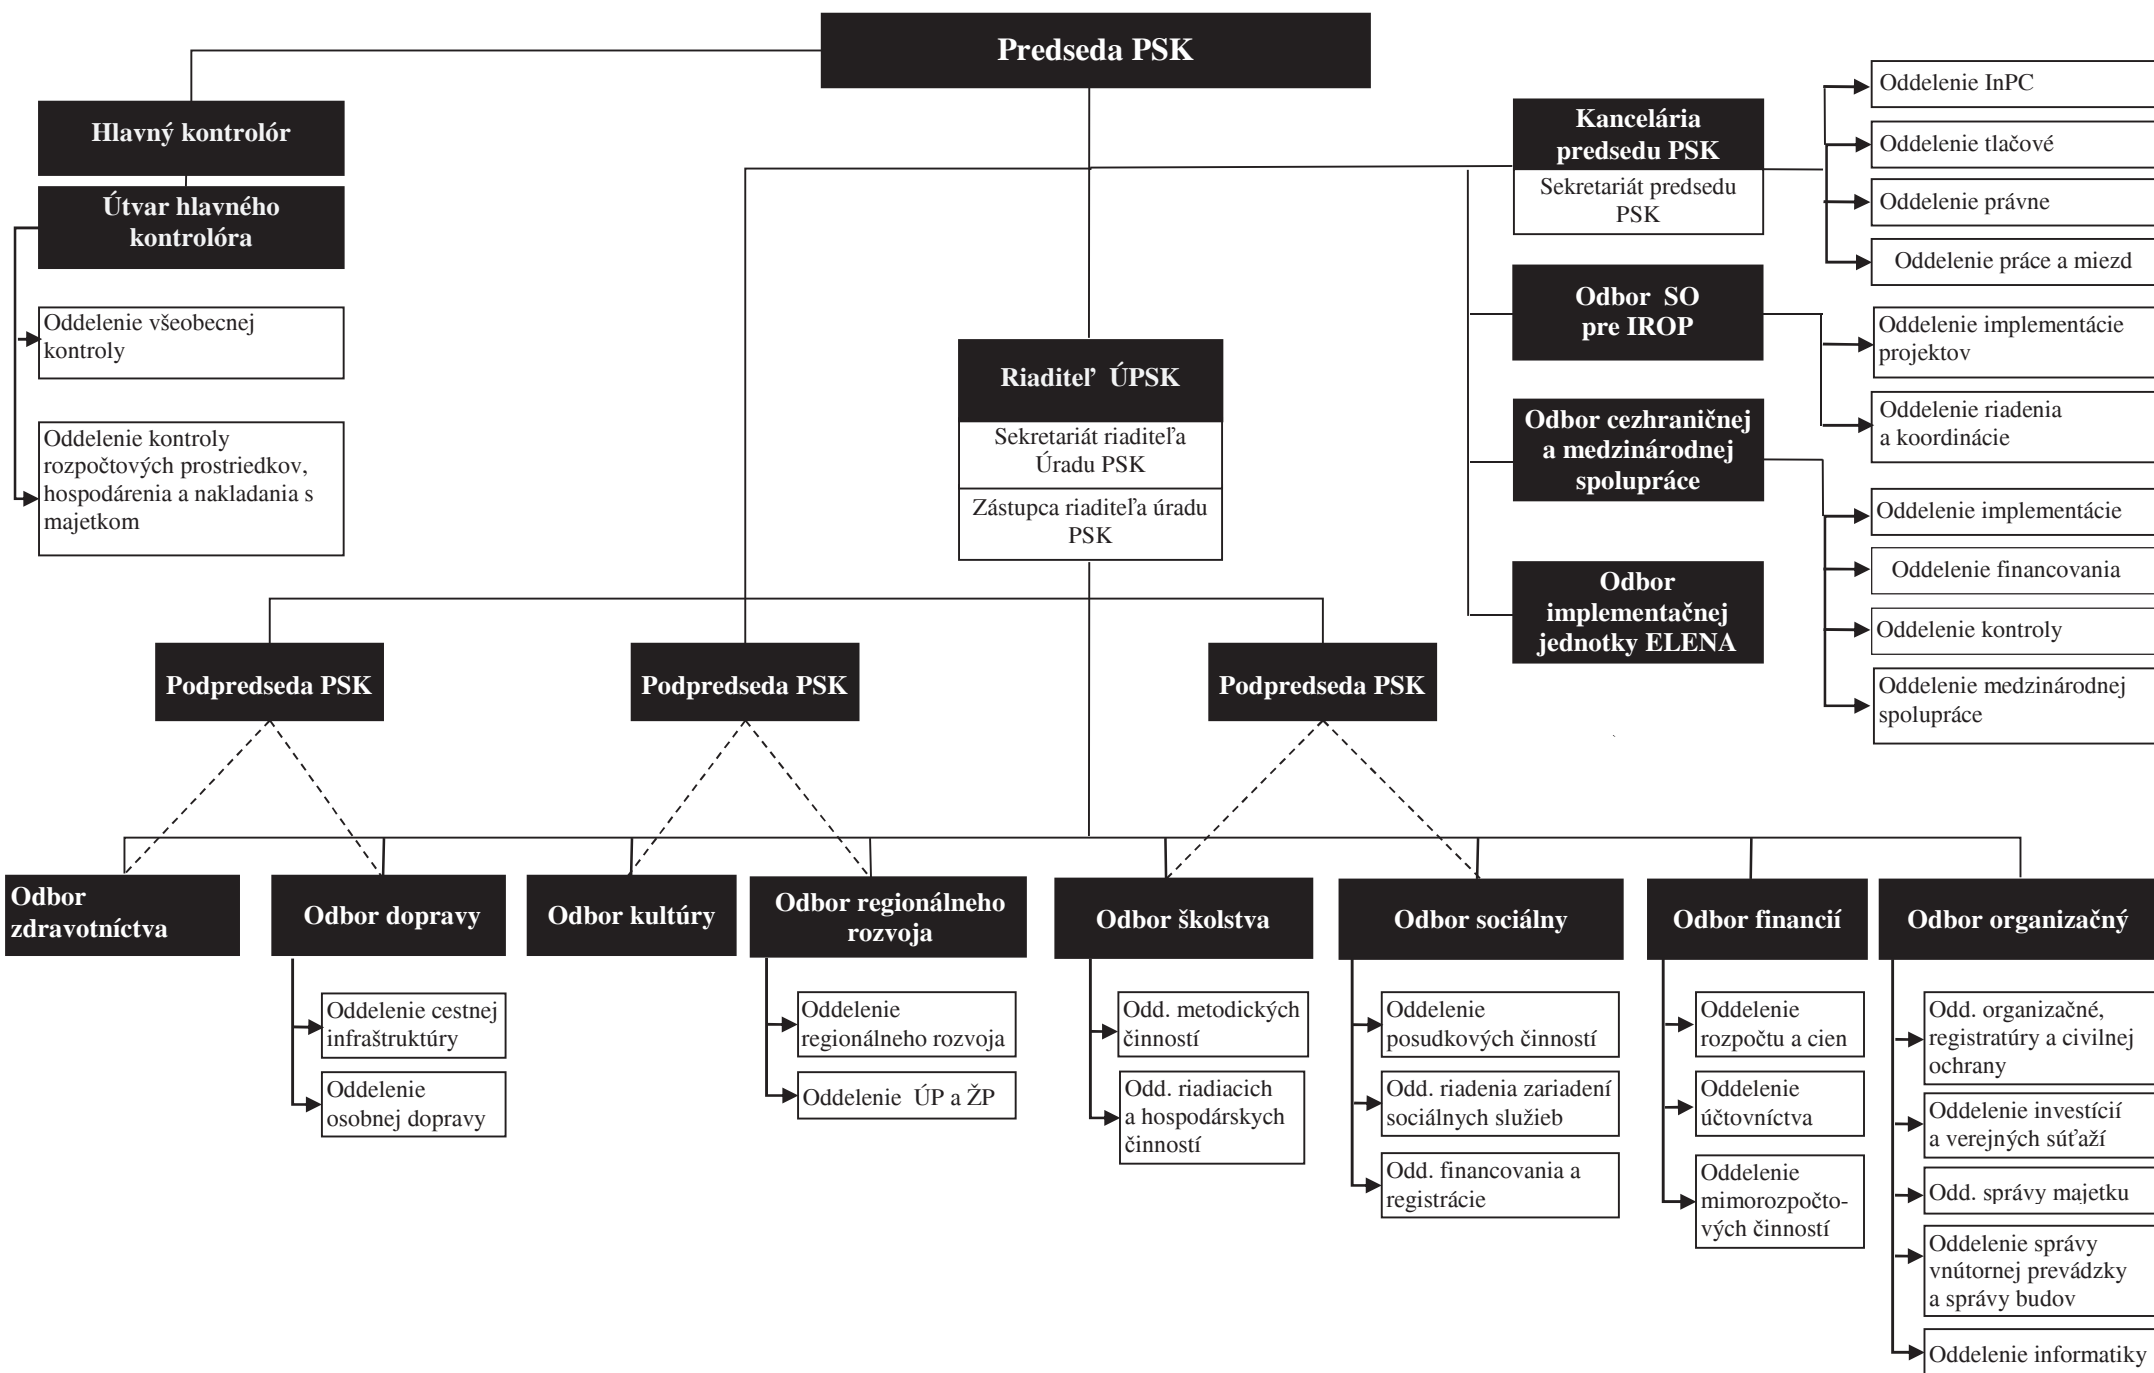 Predseda PSK
Hlavný kontrolór
Útvar hlavného
kontrolóra
Oddelenie všeobecnej
kontroly
Oddelenie kontroly
rozpočtových prostriedkov,
hospodárenia a nakladania s
majetkom
Kancelária
predsedu PSK
Sekretariát predsedu
PSK
Oddelenie InPC
Oddelenie tlačové
Oddelenie právne
Oddelenie práce a miezd
Odbor SO
pre IROP
Oddelenie implementácie
projektov
Oddelenie riadenia
a koordinácie
Odbor cezhraničnej
a medzinárodnej
spolupráce
Oddelenie implementácie
Oddelenie financovania
Oddelenie kontroly
Oddelenie medzinárodnej
spolupráce
Odbor
implementačnej
jednotky ELENA
Riaditeľ ÚPSK
Sekretariát riaditeľa
Úradu PSK
Zástupca riaditeľa úradu
PSK
Podpredseda PSK
Podpredseda PSK
Podpredseda PSK
Odbor
zdravotníctva
Odbor dopravy
Oddelenie cestnej
infraštruktúry
Oddelenie
osobnej dopravy
Odbor kultúry
Odbor regionálneho
rozvoja
Oddelenie
regionálneho rozvoja
Oddelenie ÚP a ŽP
Odbor školstva
Odd. metodických
činností
Odd. riadiacich
a hospodárskych
činností
Odbor sociálny
Oddelenie
posudkových činností
Odd. riadenia zariadení
sociálnych služieb
Odd. financovania a
registrácie
Odbor financií
Oddelenie
rozpočtu a cien
Oddelenie
účtovníctva
Oddelenie
mimorozpočto-
vých činností
Odbor organizačný
Odd. organizačné,
registratúry a civilnej
ochrany
Oddelenie investícií
a verejných súťaží
Odd. správy majetku
Oddelenie správy
vnútornej prevádzky
a správy budov
Oddelenie informatiky